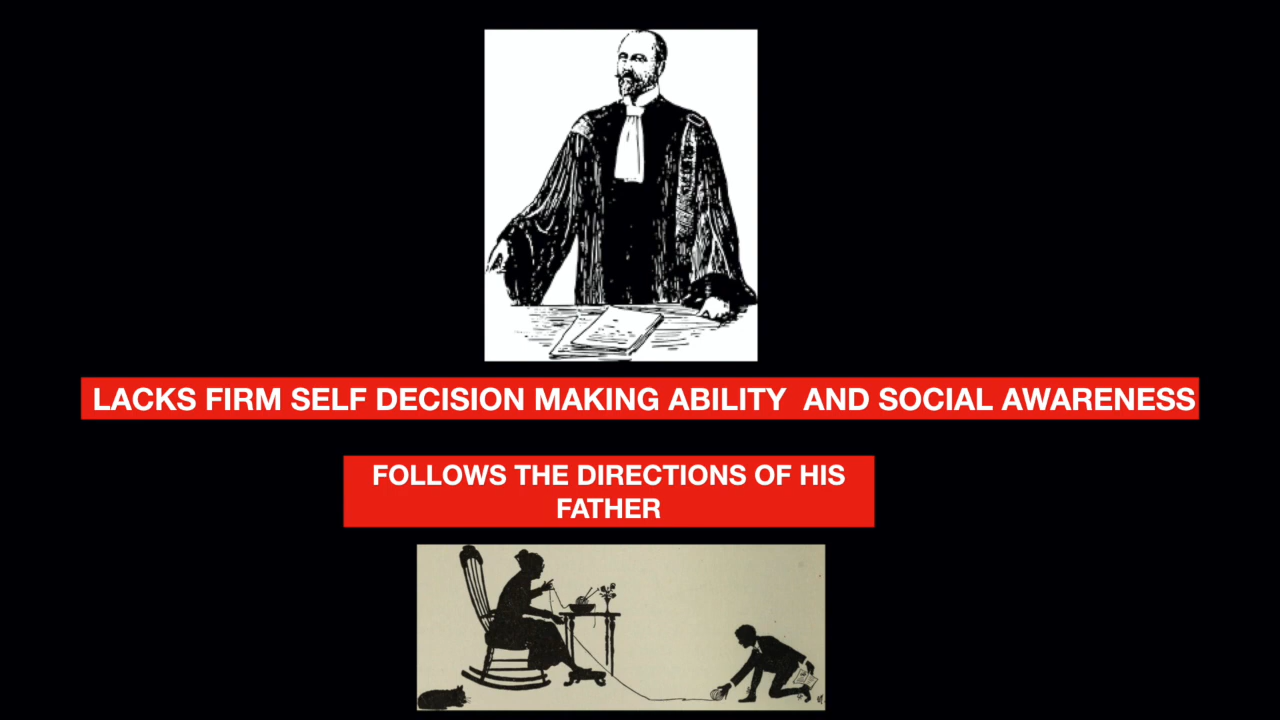 LACKS FIRM SELF DECISION MAKING ABILITY AND SOCIAL AWARENESS
FOLLOWS THE DIRECTIONS OF HIS
FATHER